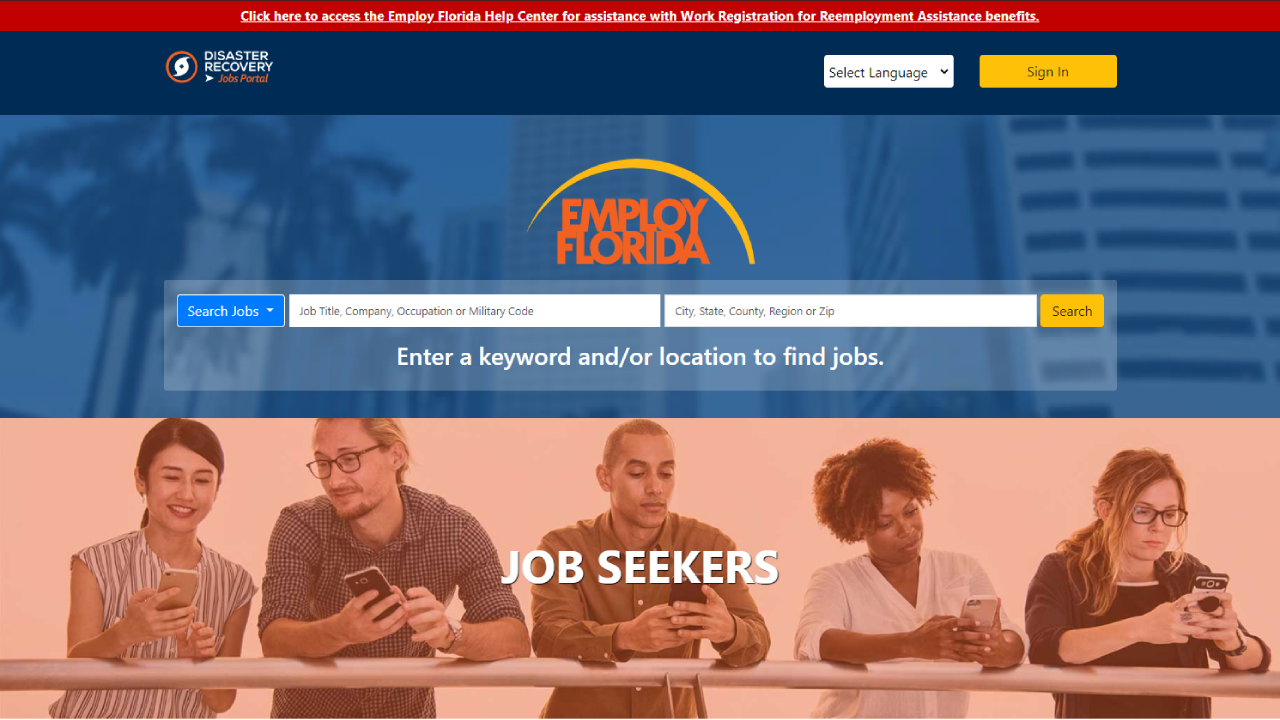 Click here to access the Employ Florida Help Center for assistance with Work Registration for Reemployment Assistance benefits.
DISASTER
RECOVERY
Jobs Portal
Select Language
Sign In
EMPLOY
FLORIDA
Search Jobs
Job Title, Company, Occupation or Military Code
City, State, County, Region or Zip
Search
Enter a keyword and/or location to find jobs.
JOB SEEKERS